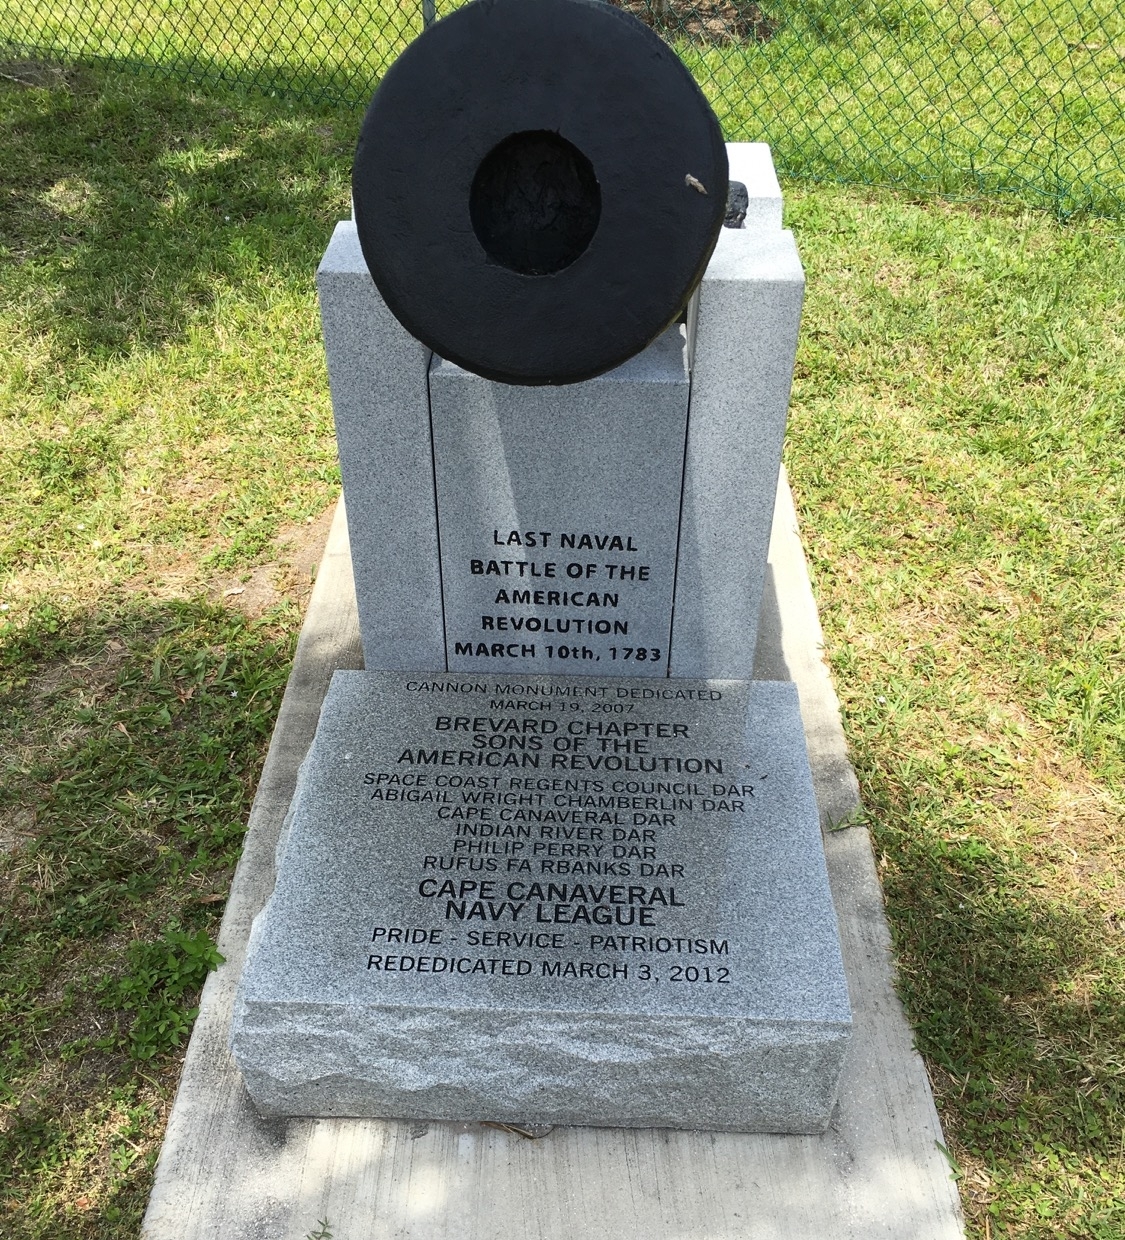 LAST NAVAL
BATTLE OF THE
AMERICAN
REVOLUTION
MARCH 10th, 1783
CANNON MONUMENT DEDICATED
MARCH 19, 2007
BREVARD CHAPTER
SONS OF THE
AMERICAN REVOLUTION
SPACE COAST REGENTS COUNCIL DAR
ABIGAIL WRIGHT CHAMBERLIN DAR
CAPE CANAVERAL DAR
INDIAN RIVER DAR
PHILIP PERRY DAR
RUFUS FA RBANKS DAR
CAPE CANAVERAL
NAVY LEAGUE
PRIDE - SERVICE - PATRIOTISM
REDEDICATED MARCH 3, 2012